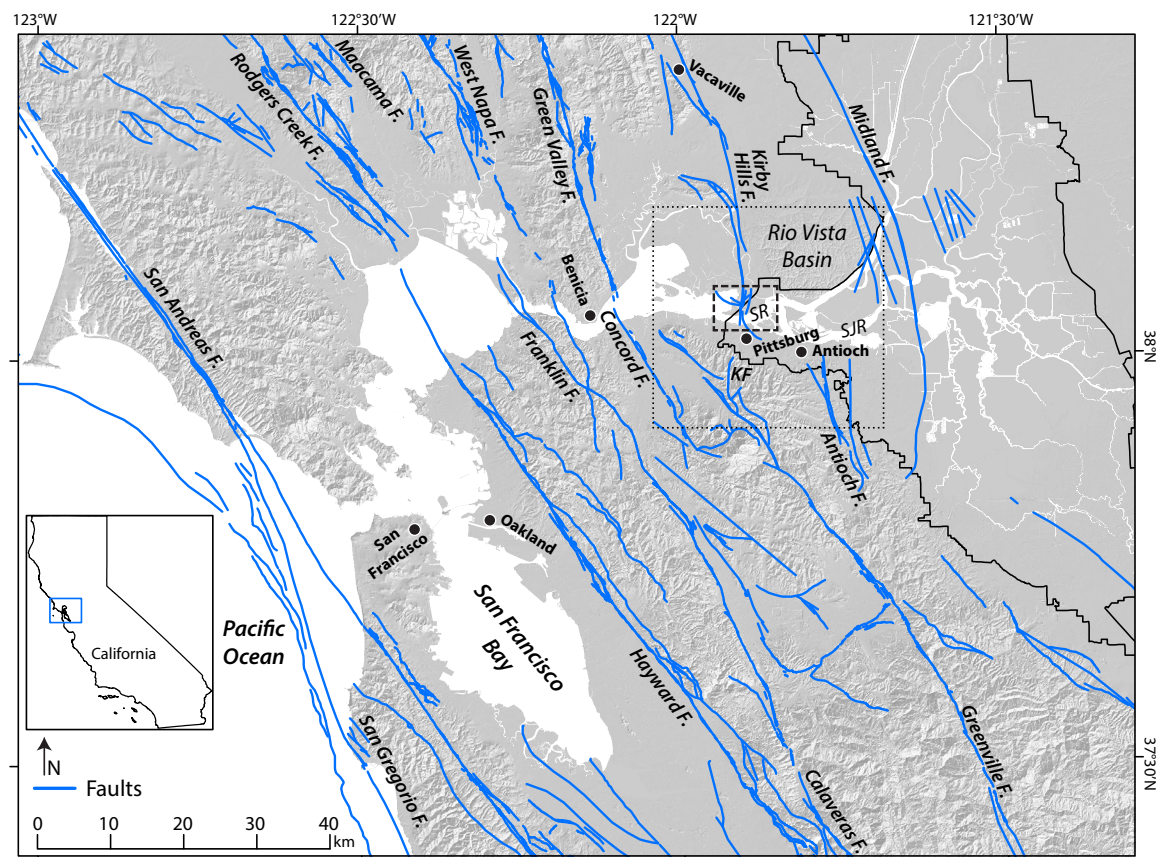 123°W
122°30'W
122°W
121°30'W
Maacama F.
Rodgers Creek F.
West Napa F.
Green Valley F.
Vacaville
Midland F.
Kirby
Hills F.
Rio Vista
Basin
Benicia
SR
SJR
San Andreas F.
Franklin F.
Concord F.
Pittsburg
Antioch
KF
38°N
Antioch F.
San
Francisco
Oakland
San Francisco
Bay
Pacific
Ocean
California
Hayward F.
San Gregorio F.
Calaveras F.
Greenville F.
37°30'N
N
Faults
0
10
20
30
40
km